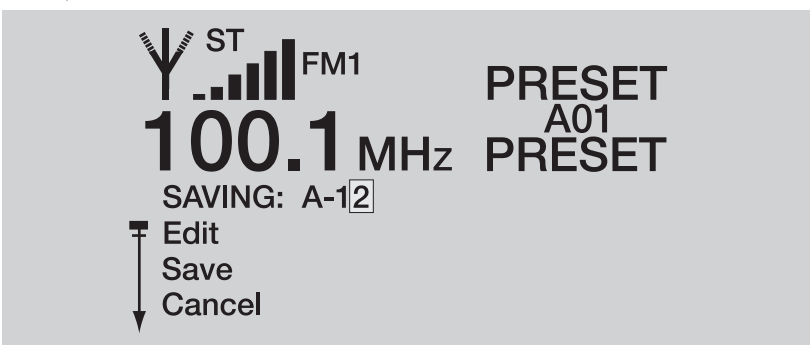 ST
FM1
PRESET
A01
PRESET
100.1 MHz
SAVING: A-12
Edit
Save
Cancel